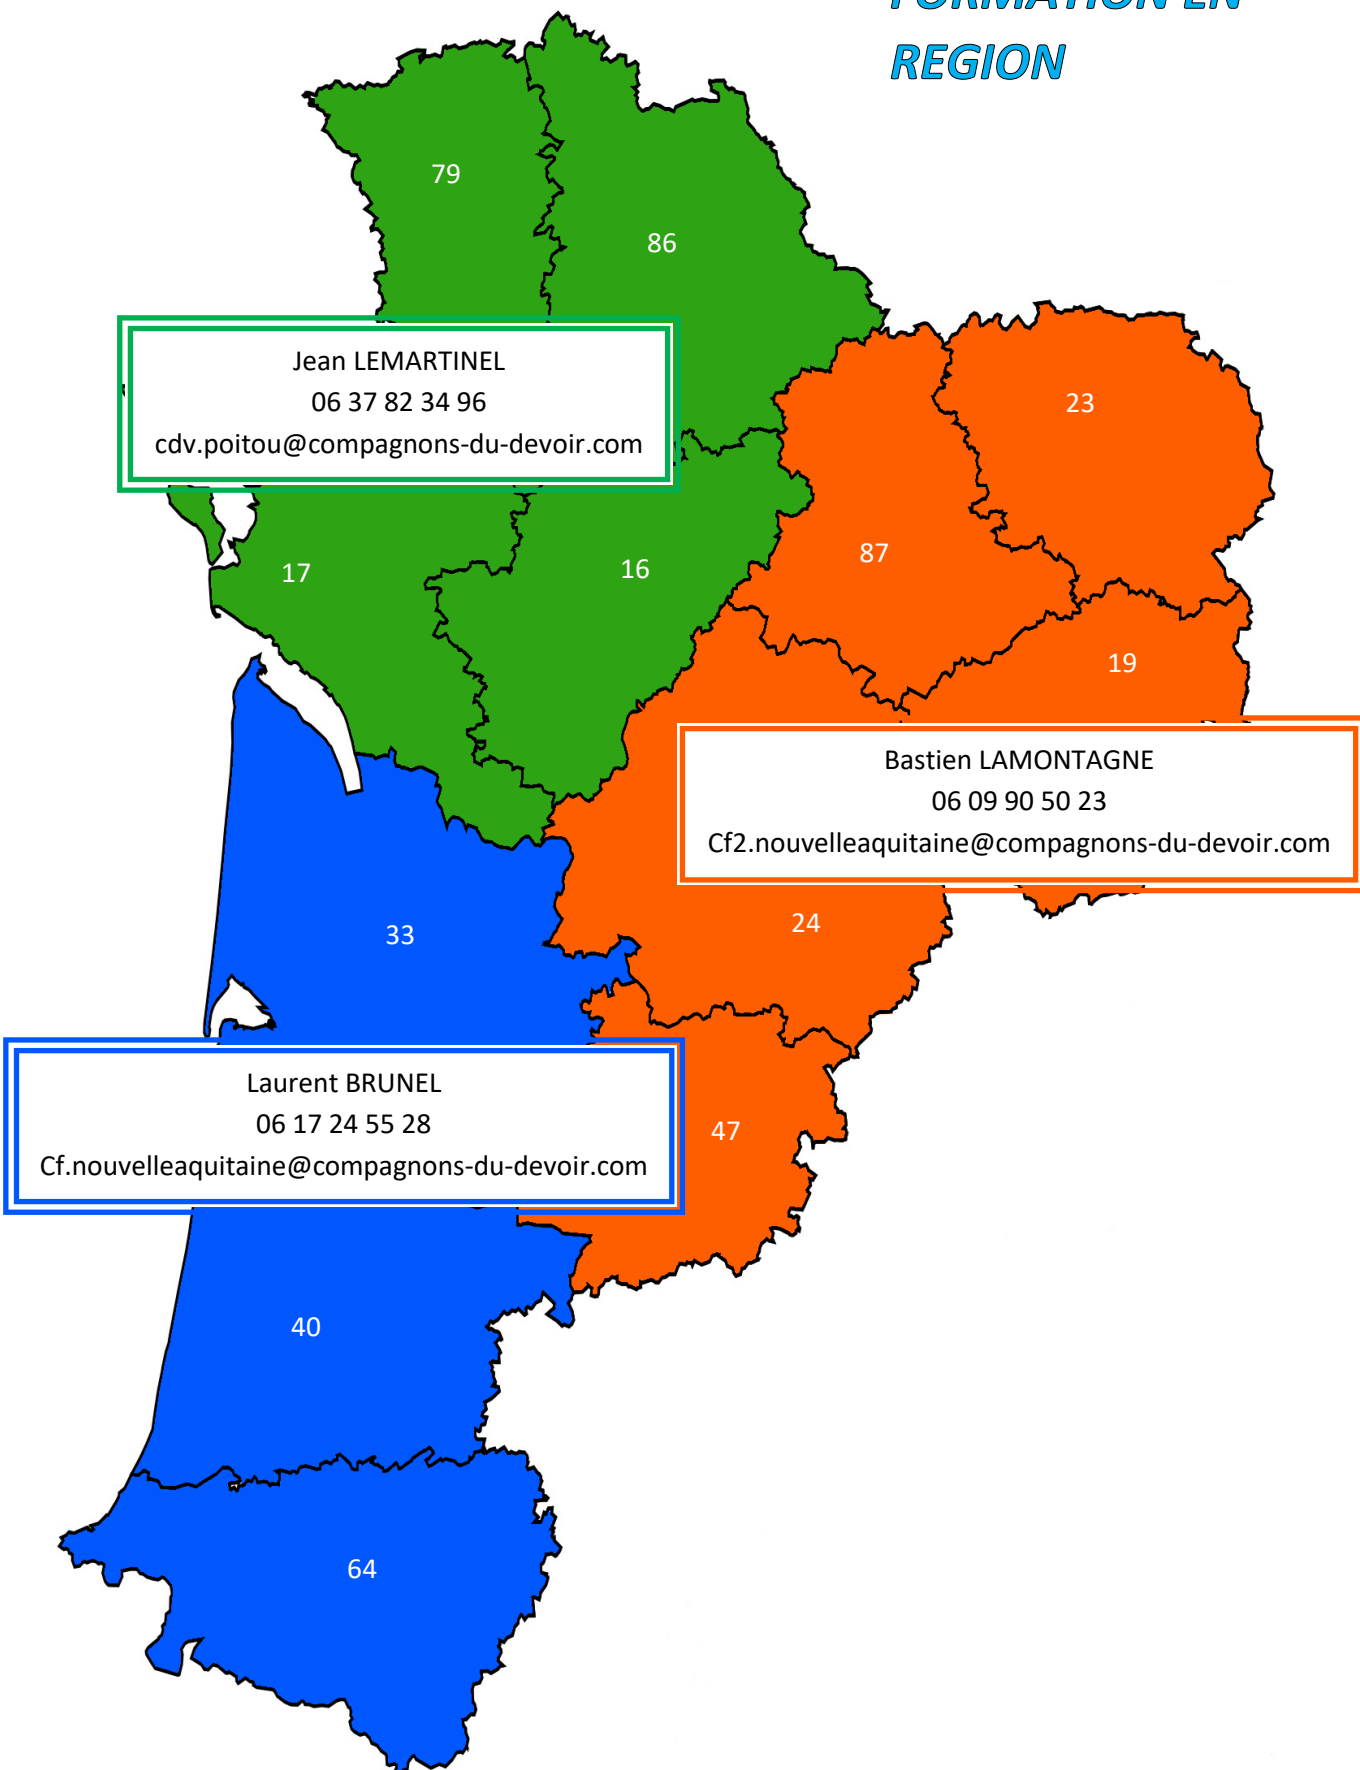 FORMATION EN
REGION
79
86
Jean LEMARTINEL
06 37 82 34 96
cdv.poitou@compagnons-du-devoir.com
23
87
16
17
19
Bastien LAMONTAGNE
06 09 90 50 23
Cf2.nouvelleaquitaine@compagnons-du-devoir.com
24
33
Laurent BRUNEL
06 17 24 55 28
Cf.nouvelleaquitaine@compagnons-du-devoir.com
47
40
64